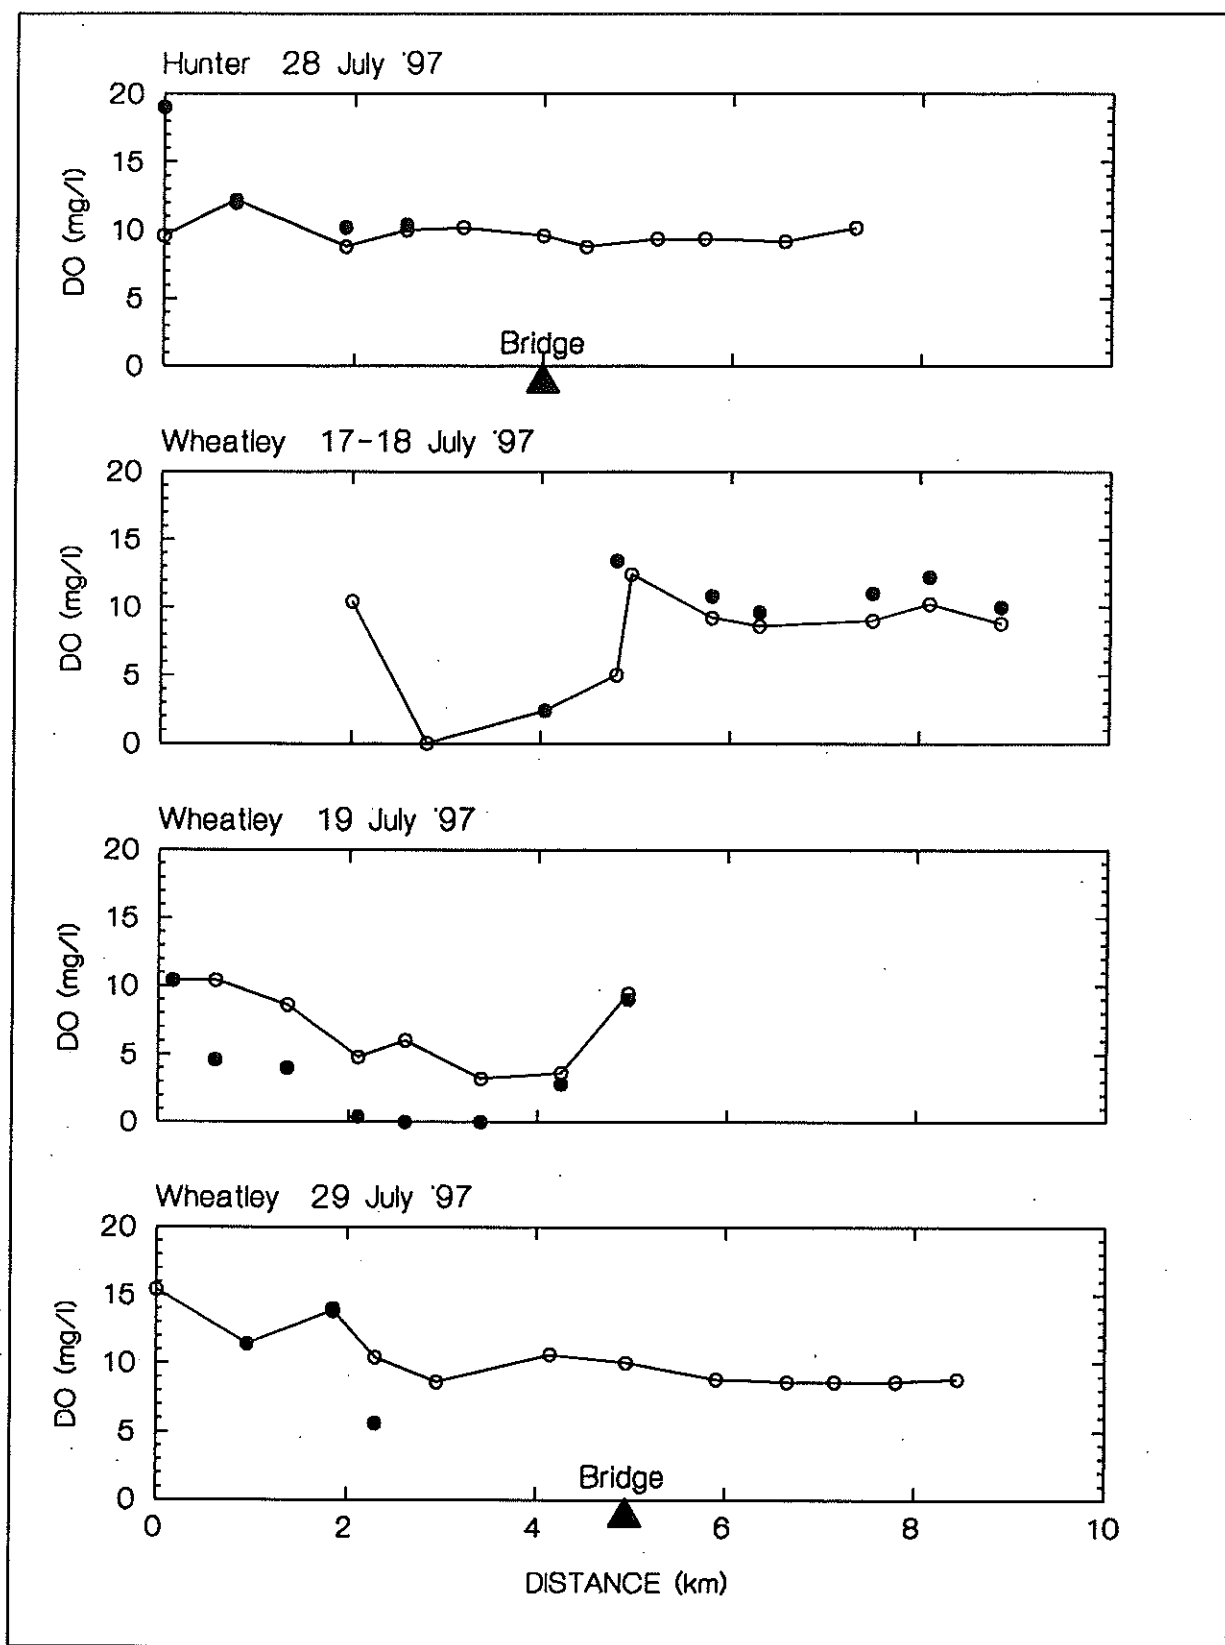 Hunter 28 July '97
20
15
10
5
0
DO (mg/l)
Bridge
Wheatley 17-18 July '97
20
15
10
5
0
DO (mg/l)
Wheatley 19 July '97
20
15
10
5
0
DO (mg/l)
Wheatley 29 July '97
20
15
10
5
0
DO (mg/l)
Bridge
0 2 4 6 8 10
DISTANCE (km)